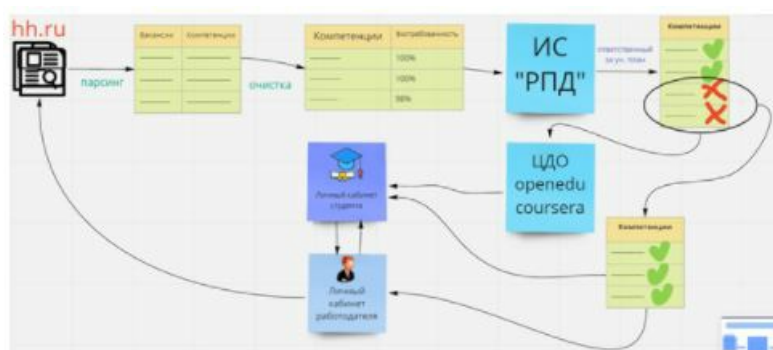 hh.ru
парсинг
Вакансии Компетенции
очистка
Компетенции Востребованность
100%
100%
98%
ИС
"РПД"
ответственный
за уч. план
Компетенции
ЦДО
openedu
coursera
Личный кабинет
студента
Личный
кабинет
работодателя
Компетенции